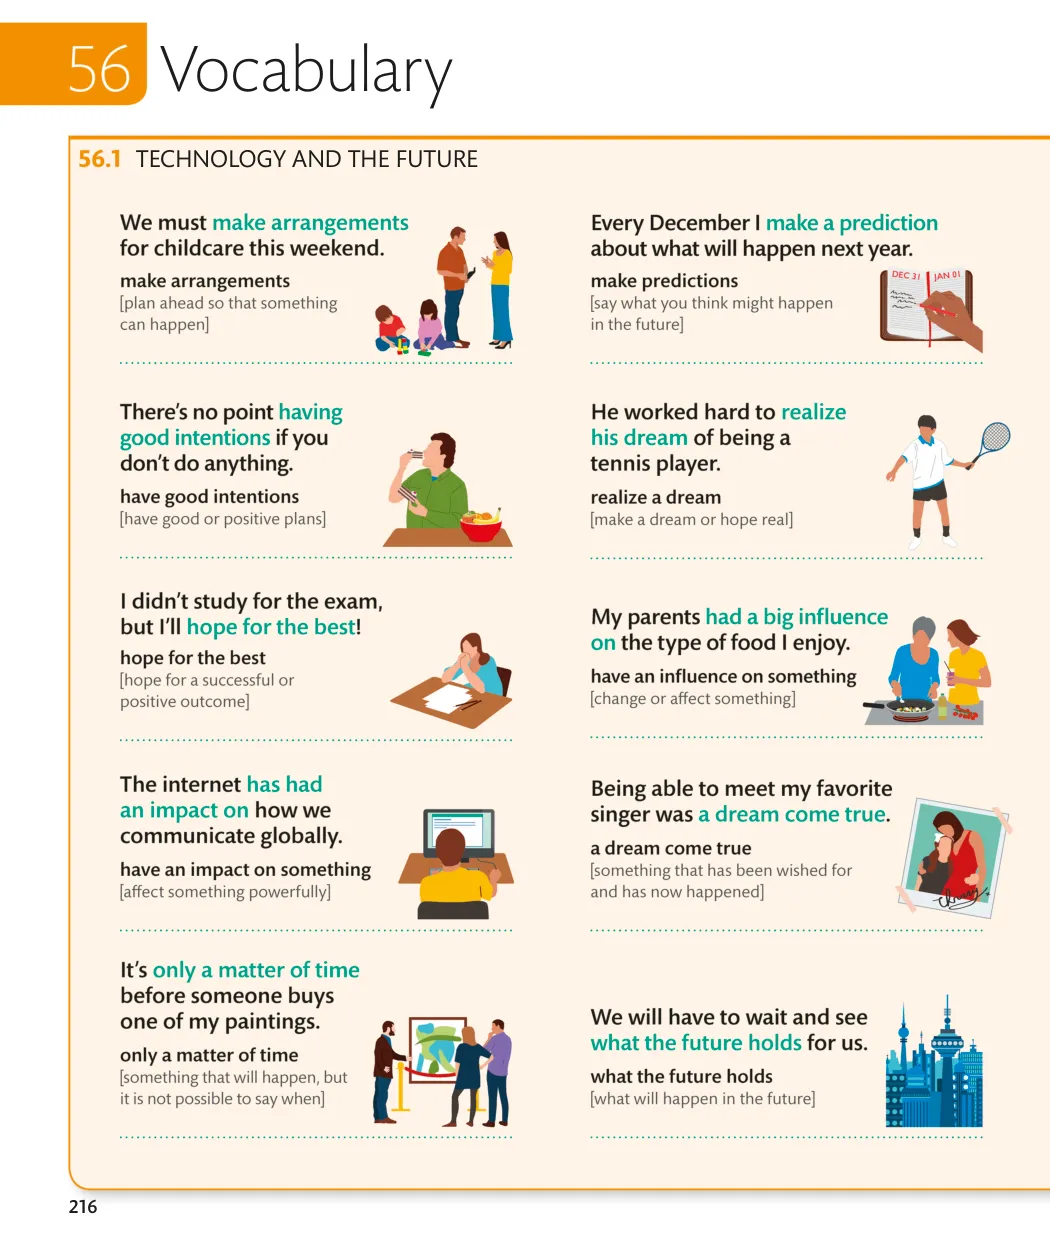 56 Vocabulary
56.1 TECHNOLOGY AND THE FUTURE
We must make arrangements
for childcare this weekend.
make arrangements
[plan ahead so that something
can happen]
There's no point having
good intentions if you
don't do anything.
have good intentions
[have good or positive plans]
I didn't study for the exam,
but I'll hope for the best!
hope for the best
[hope for a successful or
positive outcome]
The internet has had
an impact on how we
communicate globally.
have an impact on something
[affect something powerfully]
It's only a matter of time
before someone buys
one of my paintings.
only a matter of time
[something that will happen, but
it is not possible to say when]
Every December I make a prediction
about what will happen next year.
make predictions
[say what you think might happen
in the future]
DEC 31 JAN 01
He worked hard to realize
his dream of being a
tennis player.
realize a dream
[make a dream or hope real]
My parents had a big influence
on the type of food I enjoy.
have an influence on something
[change or affect something]
Being able to meet my favorite
singer was a dream come true.
a dream come true
[something that has been wished for
and has now happened]
We will have to wait and see
what the future holds for us.
what the future holds
[what will happen in the future]
216